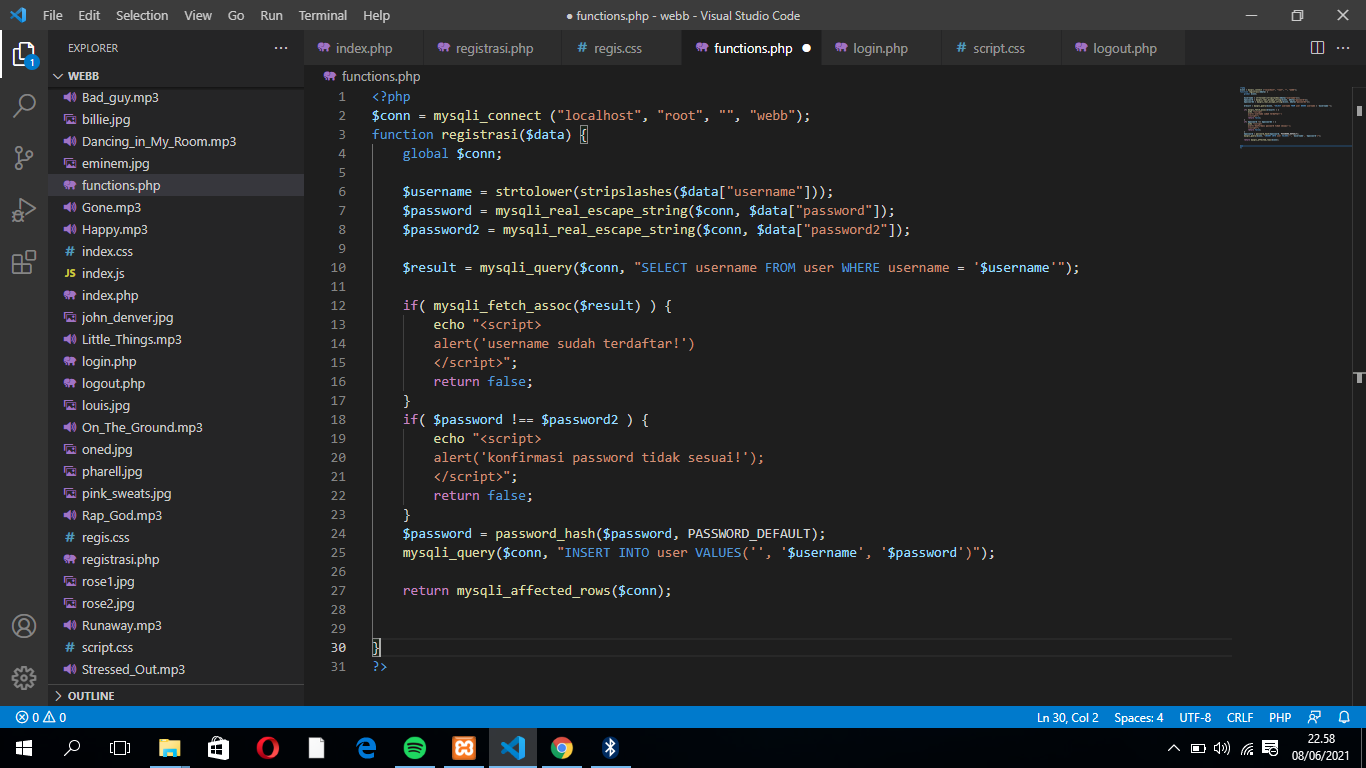 File Edit Selection View Go Run Terminal Help
● functions.php - webb - Visual Studio Code
EXPLORER
index.php
registrasi.php
# regis.css
functions.php ●
login.php
# script.css
logout.php
1
WEBB
Bad_guy.mp3
billie.jpg
Dancing_in_My_Room.mp3
eminem.jpg
functions.php
Gone.mp3
Happy.mp3
# index.css
JS index.js
index.php
john_denver.jpg
Little_Things.mp3
login.php
logout.php
louis.jpg
On_The_Ground.mp3
oned.jpg
pharell.jpg
pink_sweats.jpg
Rap_God.mp3
# regis.css
registrasi.php
rose1.jpg
rose2.jpg
Runaway.mp3
# script.css
Stressed_Out.mp3
OUTLINE
functions.php
1 <?php
2 $conn = mysqli_connect ("localhost", "root", "", "webb");
3 function registrasi($data) {
4 global $conn;
5
6 $username = strtolower(stripslashes($data["username"]));
7 $password = mysqli_real_escape_string($conn, $data["password"]);
8 $password2 = mysqli_real_escape_string($conn, $data["password2"]);
9
10 $result = mysqli_query($conn, "SELECT username FROM user WHERE username = '$username'");
11
12 if( mysqli_fetch_assoc($result) ) {
13 echo "<script>
14 alert('username sudah terdaftar!')
15 </script>";
16 return false;
17 }
18 if( $password !== $password2 ) {
19 echo "<script>
20 alert('konfirmasi password tidak sesuai!');
21 </script>";
22 return false;
23 }
24 $password = password_hash($password, PASSWORD_DEFAULT);
25 mysqli_query($conn, "INSERT INTO user VALUES('', '$username', '$password')");
26
27 return mysqli_affected_rows($conn);
28
29
30 }
31 ?>
0 0
Ln 30, Col 2 Spaces: 4 UTF-8 CRLF PHP
22.58
08/06/2021